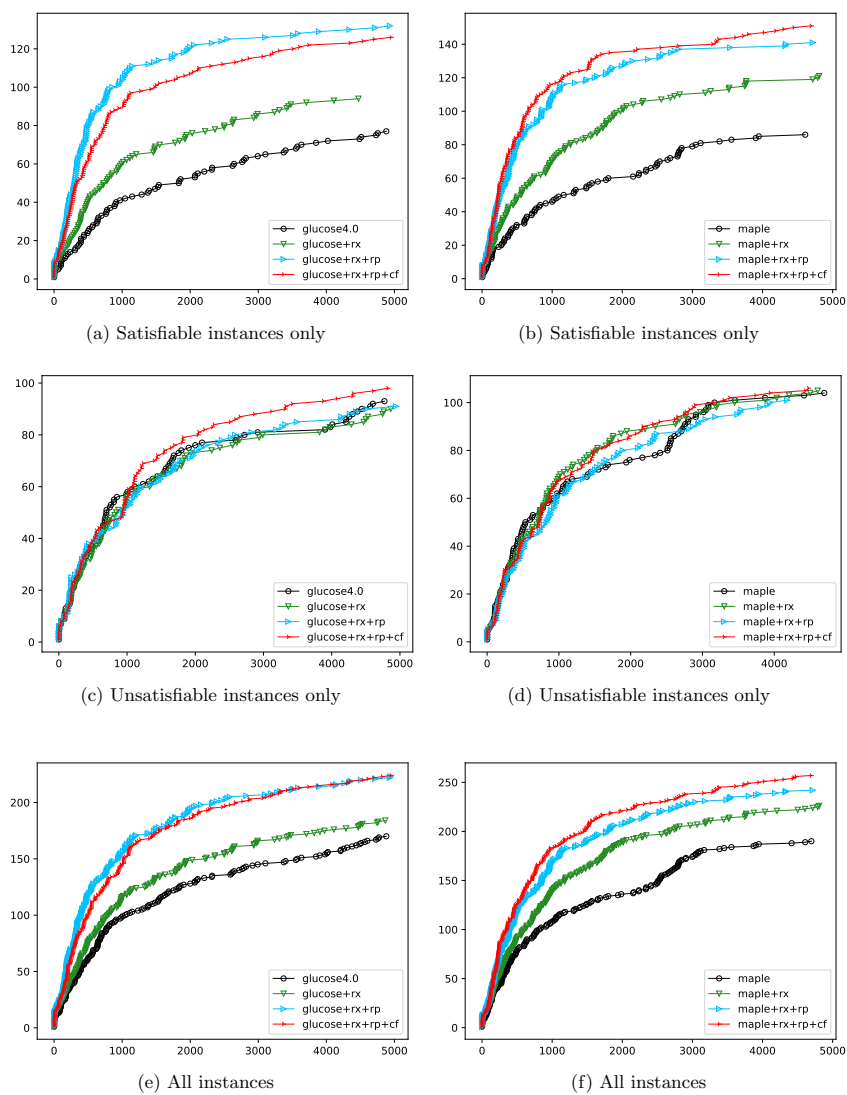 120
100
80
60
40
20
0
glucose4.0
glucose+rx
glucose+rx+rp
glucose+rx+rp+cf
0 1000 2000 3000 4000 5000
(a) Satisfiable instances only
140
120
100
80
60
40
20
0
maple
maple+rx
maple+rx+rp
maple+rx+rp+cf
0 1000 2000 3000 4000 5000
(b) Satisfiable instances only
100
80
60
40
20
0
glucose4.0
glucose+rx
glucose+rx+rp
glucose+rx+rp+cf
0 1000 2000 3000 4000 5000
(c) Unsatisfiable instances only
100
80
60
40
20
0
maple
maple+rx
maple+rx+rp
maple+rx+rp+cf
0 1000 2000 3000 4000
(d) Unsatisfiable instances only
200
150
100
50
0
glucose4.0
glucose+rx
glucose+rx+rp
glucose+rx+rp+cf
0 1000 2000 3000 4000 5000
(e) All instances
250
200
150
100
50
0
maple
maple+rx
maple+rx+rp
maple+rx+rp+cf
0 1000 2000 3000 4000 5000
(f) All instances